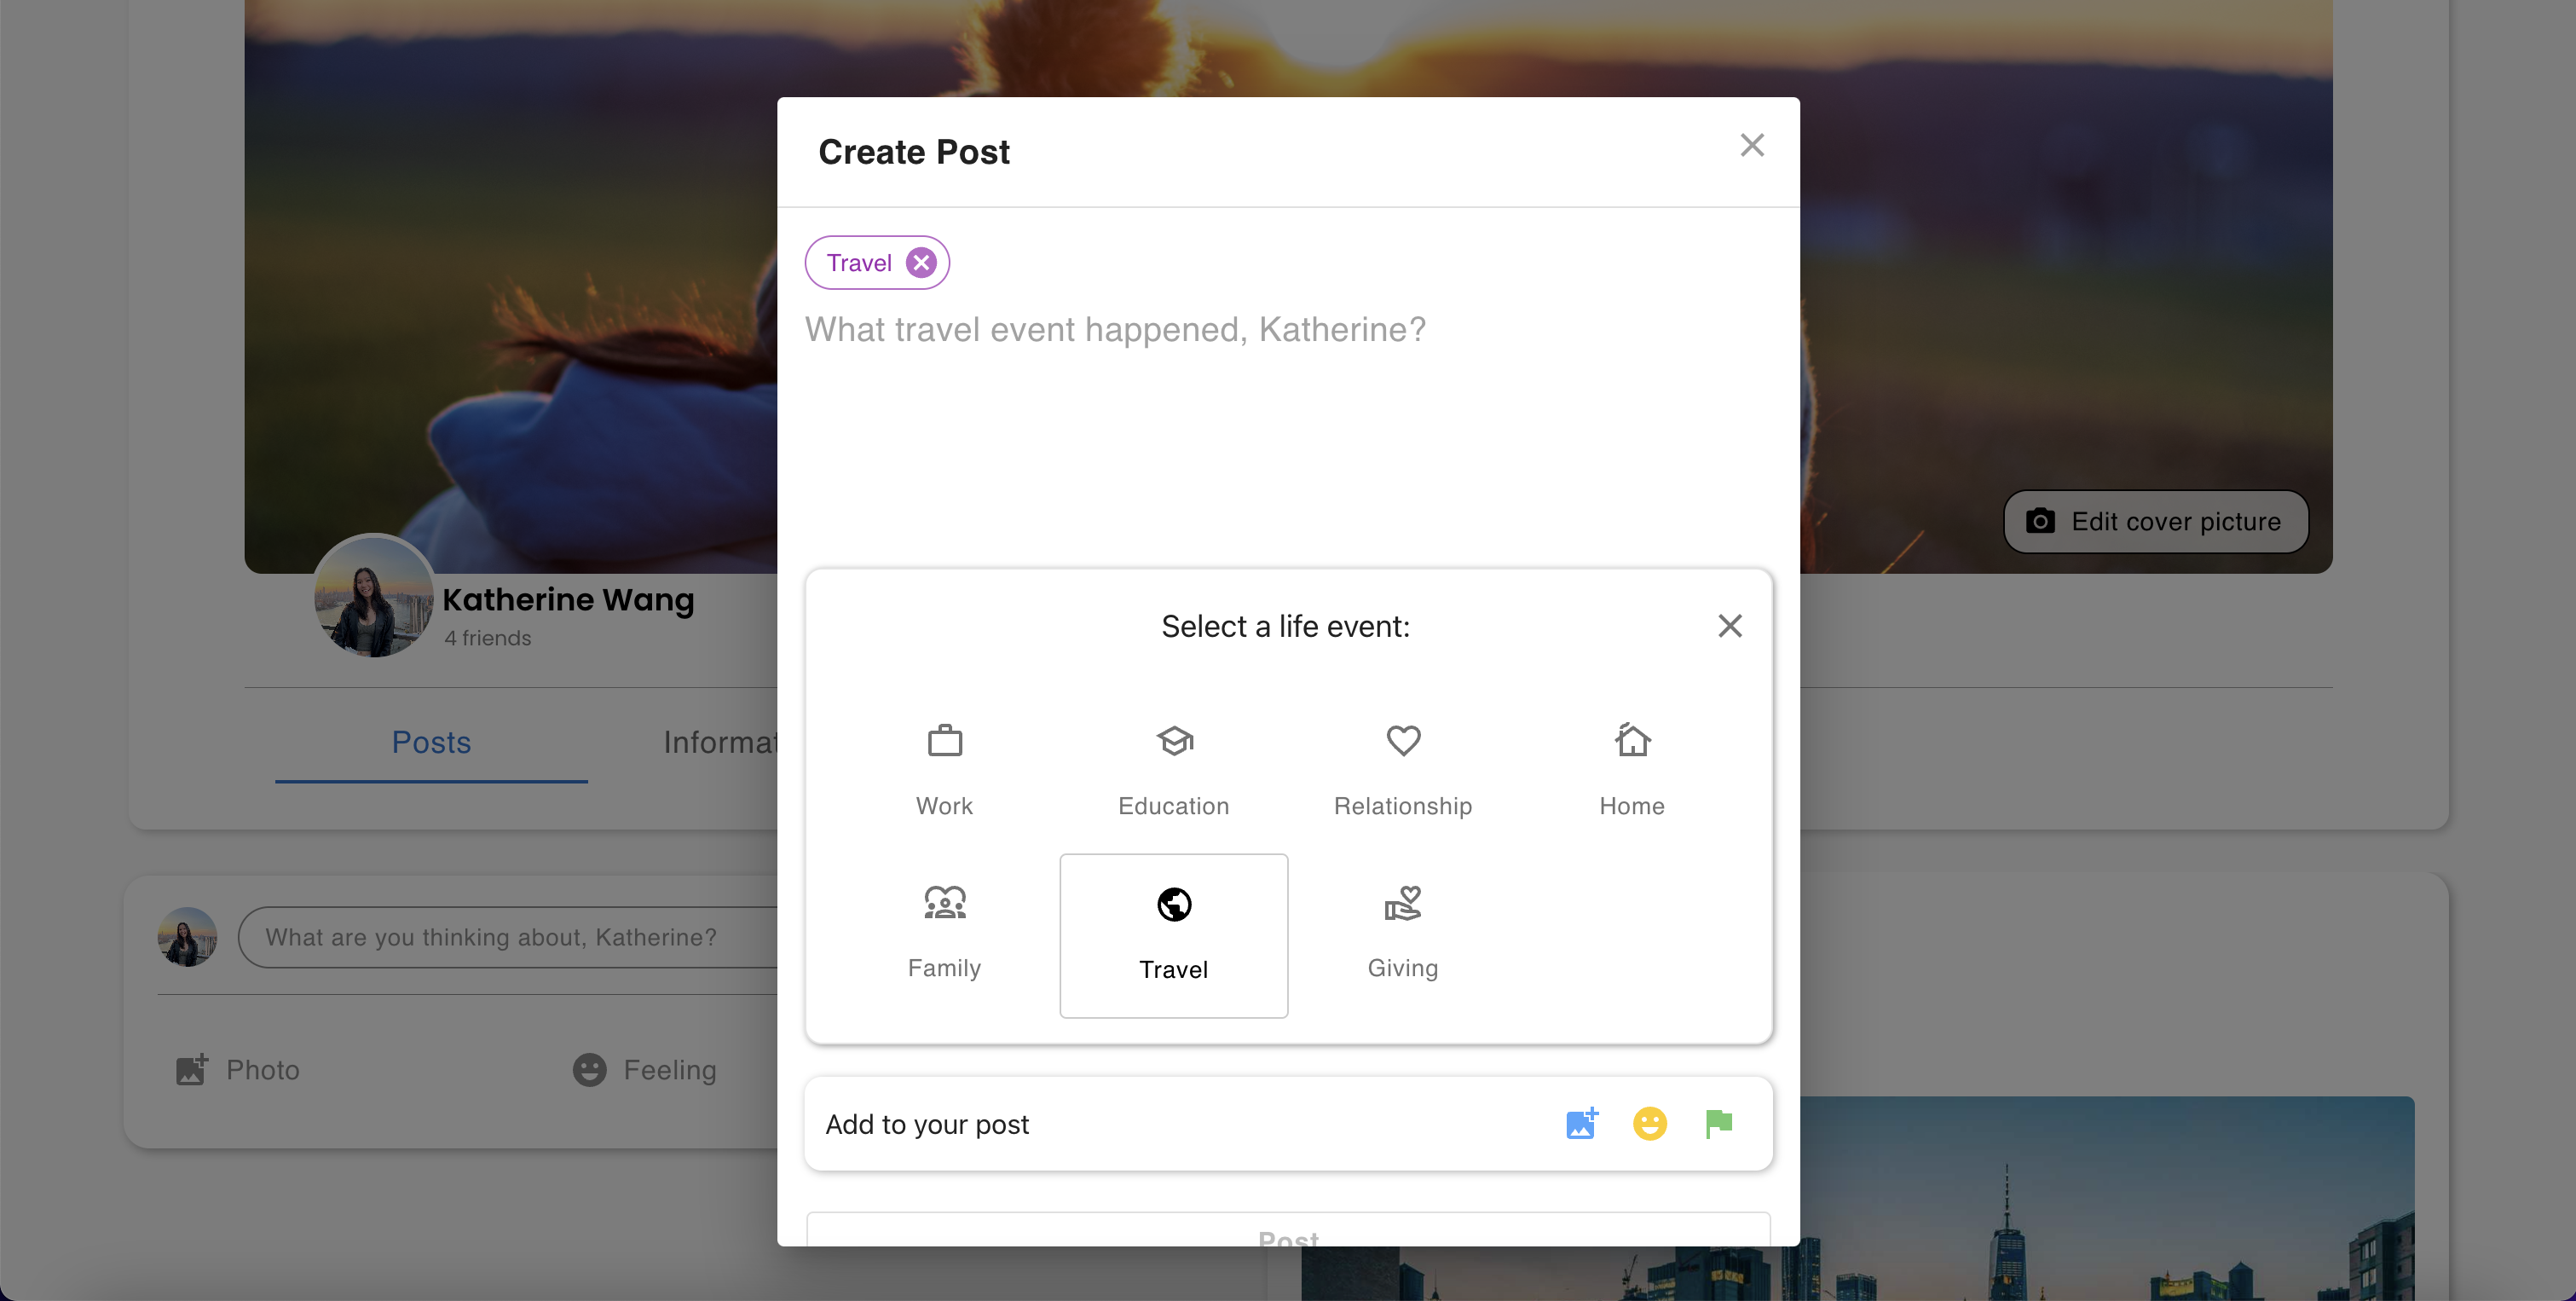 Create Post
Travel
What travel event happened, Katherine?
Edit cover picture
Katherine Wang
4 friends
Select a life event:
Posts
Informat
Work
Education
Relationship
Home
What are you thinking about, Katherine?
Family
Travel
Giving
Photo
Feeling
Add to your post
Post